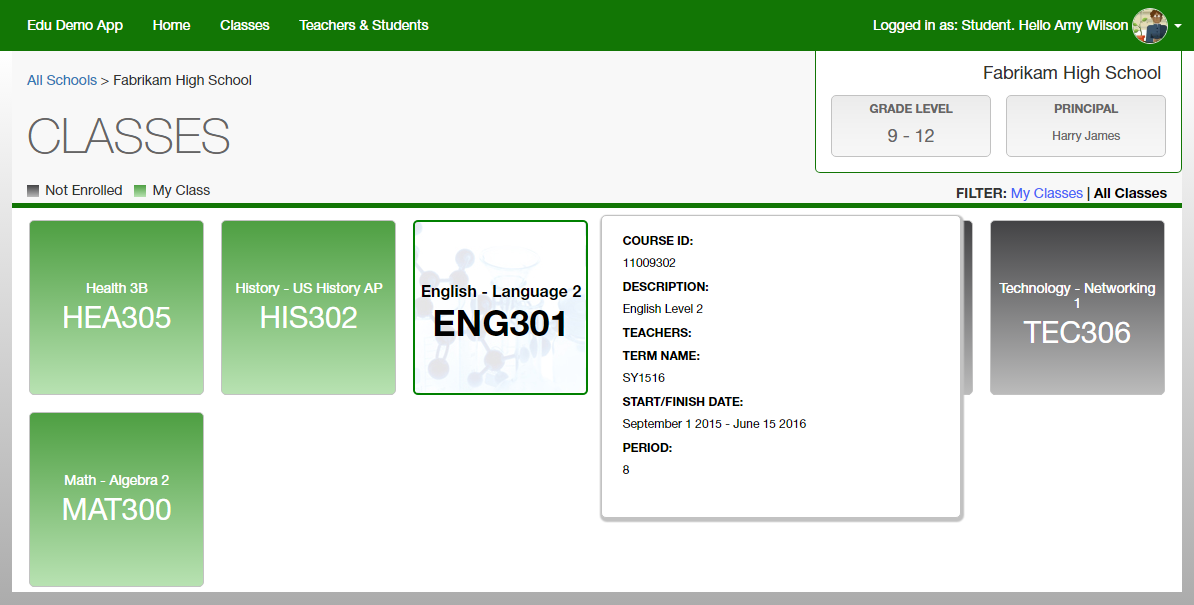 Edu Demo App Home Classes Teachers & Students Logged in as: Student. Hello Amy Wilson
All Schools > Fabrikam High School
Fabrikam High School
GRADE LEVEL
9 - 12
PRINCIPAL
Harry James
CLASSES
Not Enrolled My Class
FILTER: My Classes | All Classes
Health 3B
HEA305
History - US History AP
HIS302
English - Language 2
ENG301
COURSE ID:
11009302
DESCRIPTION:
English Level 2
TEACHERS:
TERM NAME:
SY1516
START/FINISH DATE:
September 1 2015 - June 15 2016
PERIOD:
8
Technology - Networking
1
TEC306
Math - Algebra 2
MAT300